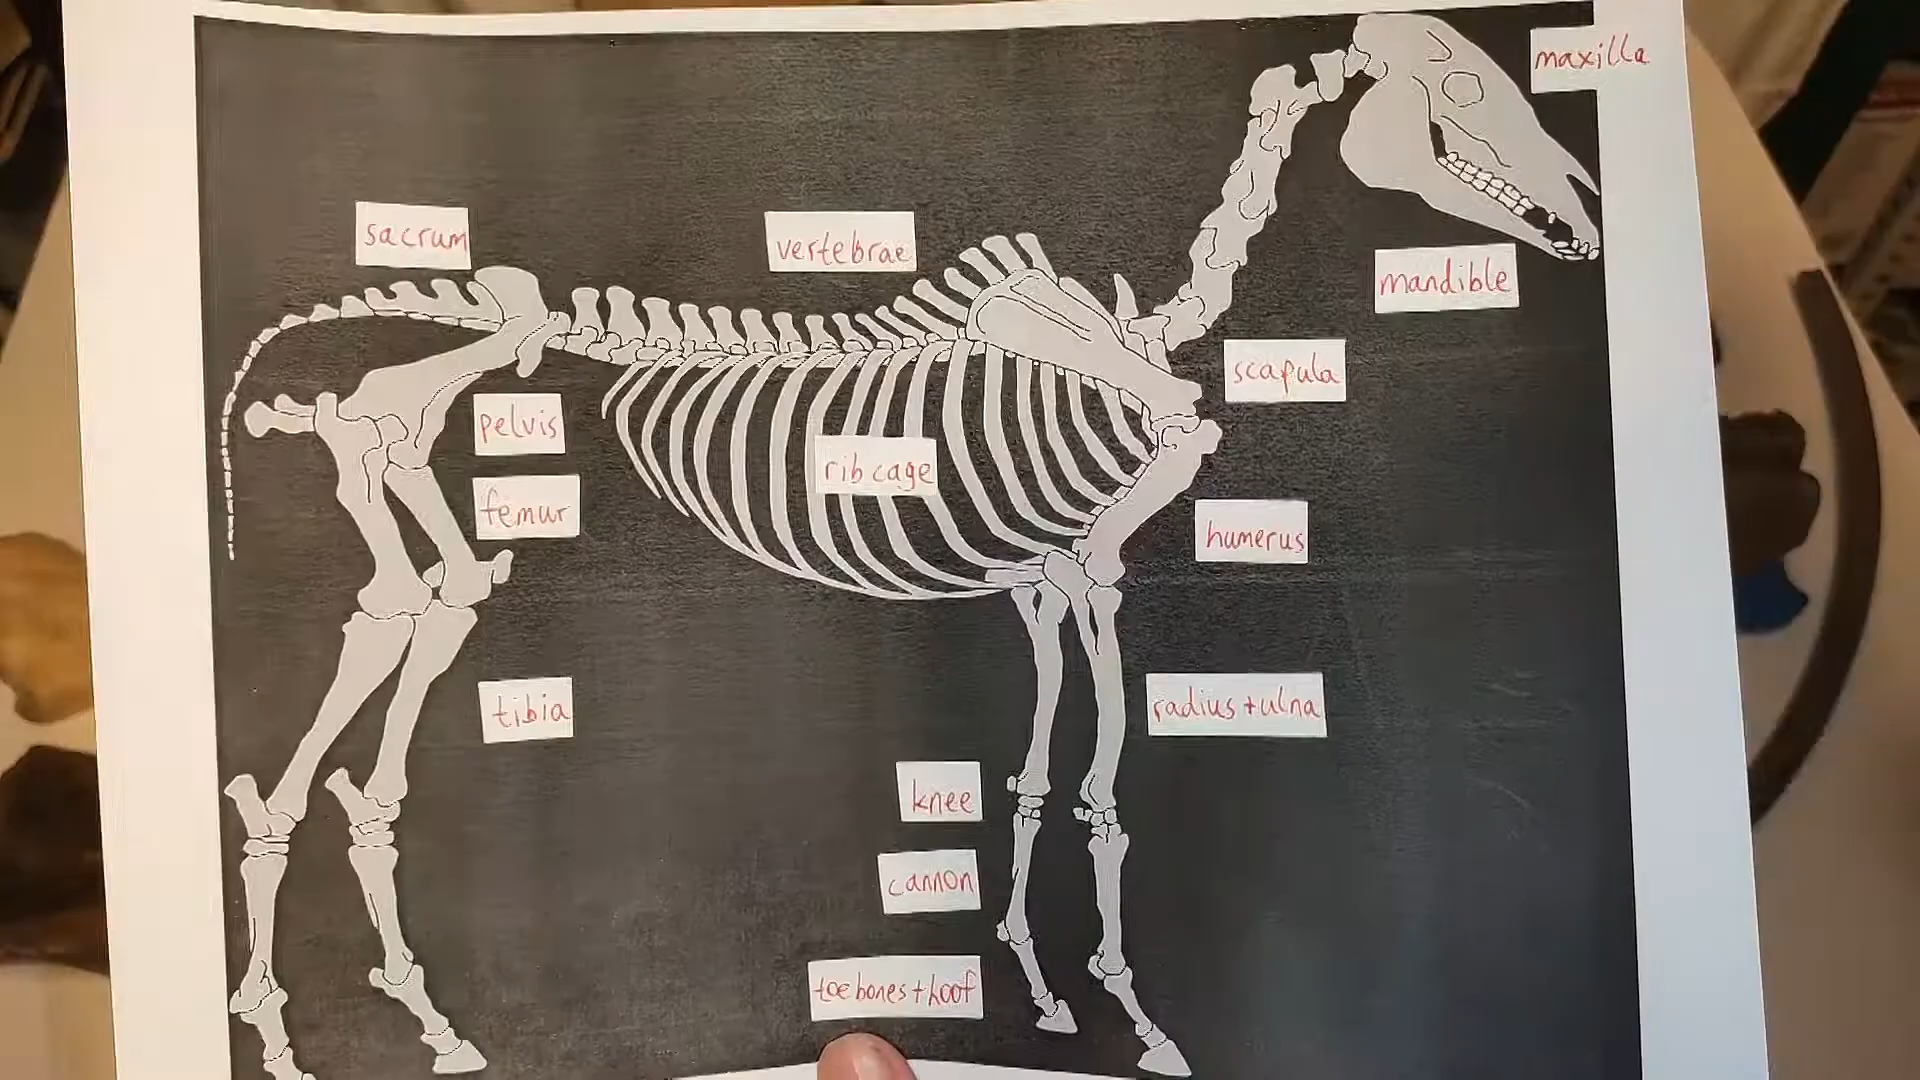 maxilla
sacrum
vertebrae
mandible
scapula
pelvis
rib cage
femur
humerus
tibia
radius + ulna
knee
cannon
toe bones + hoof